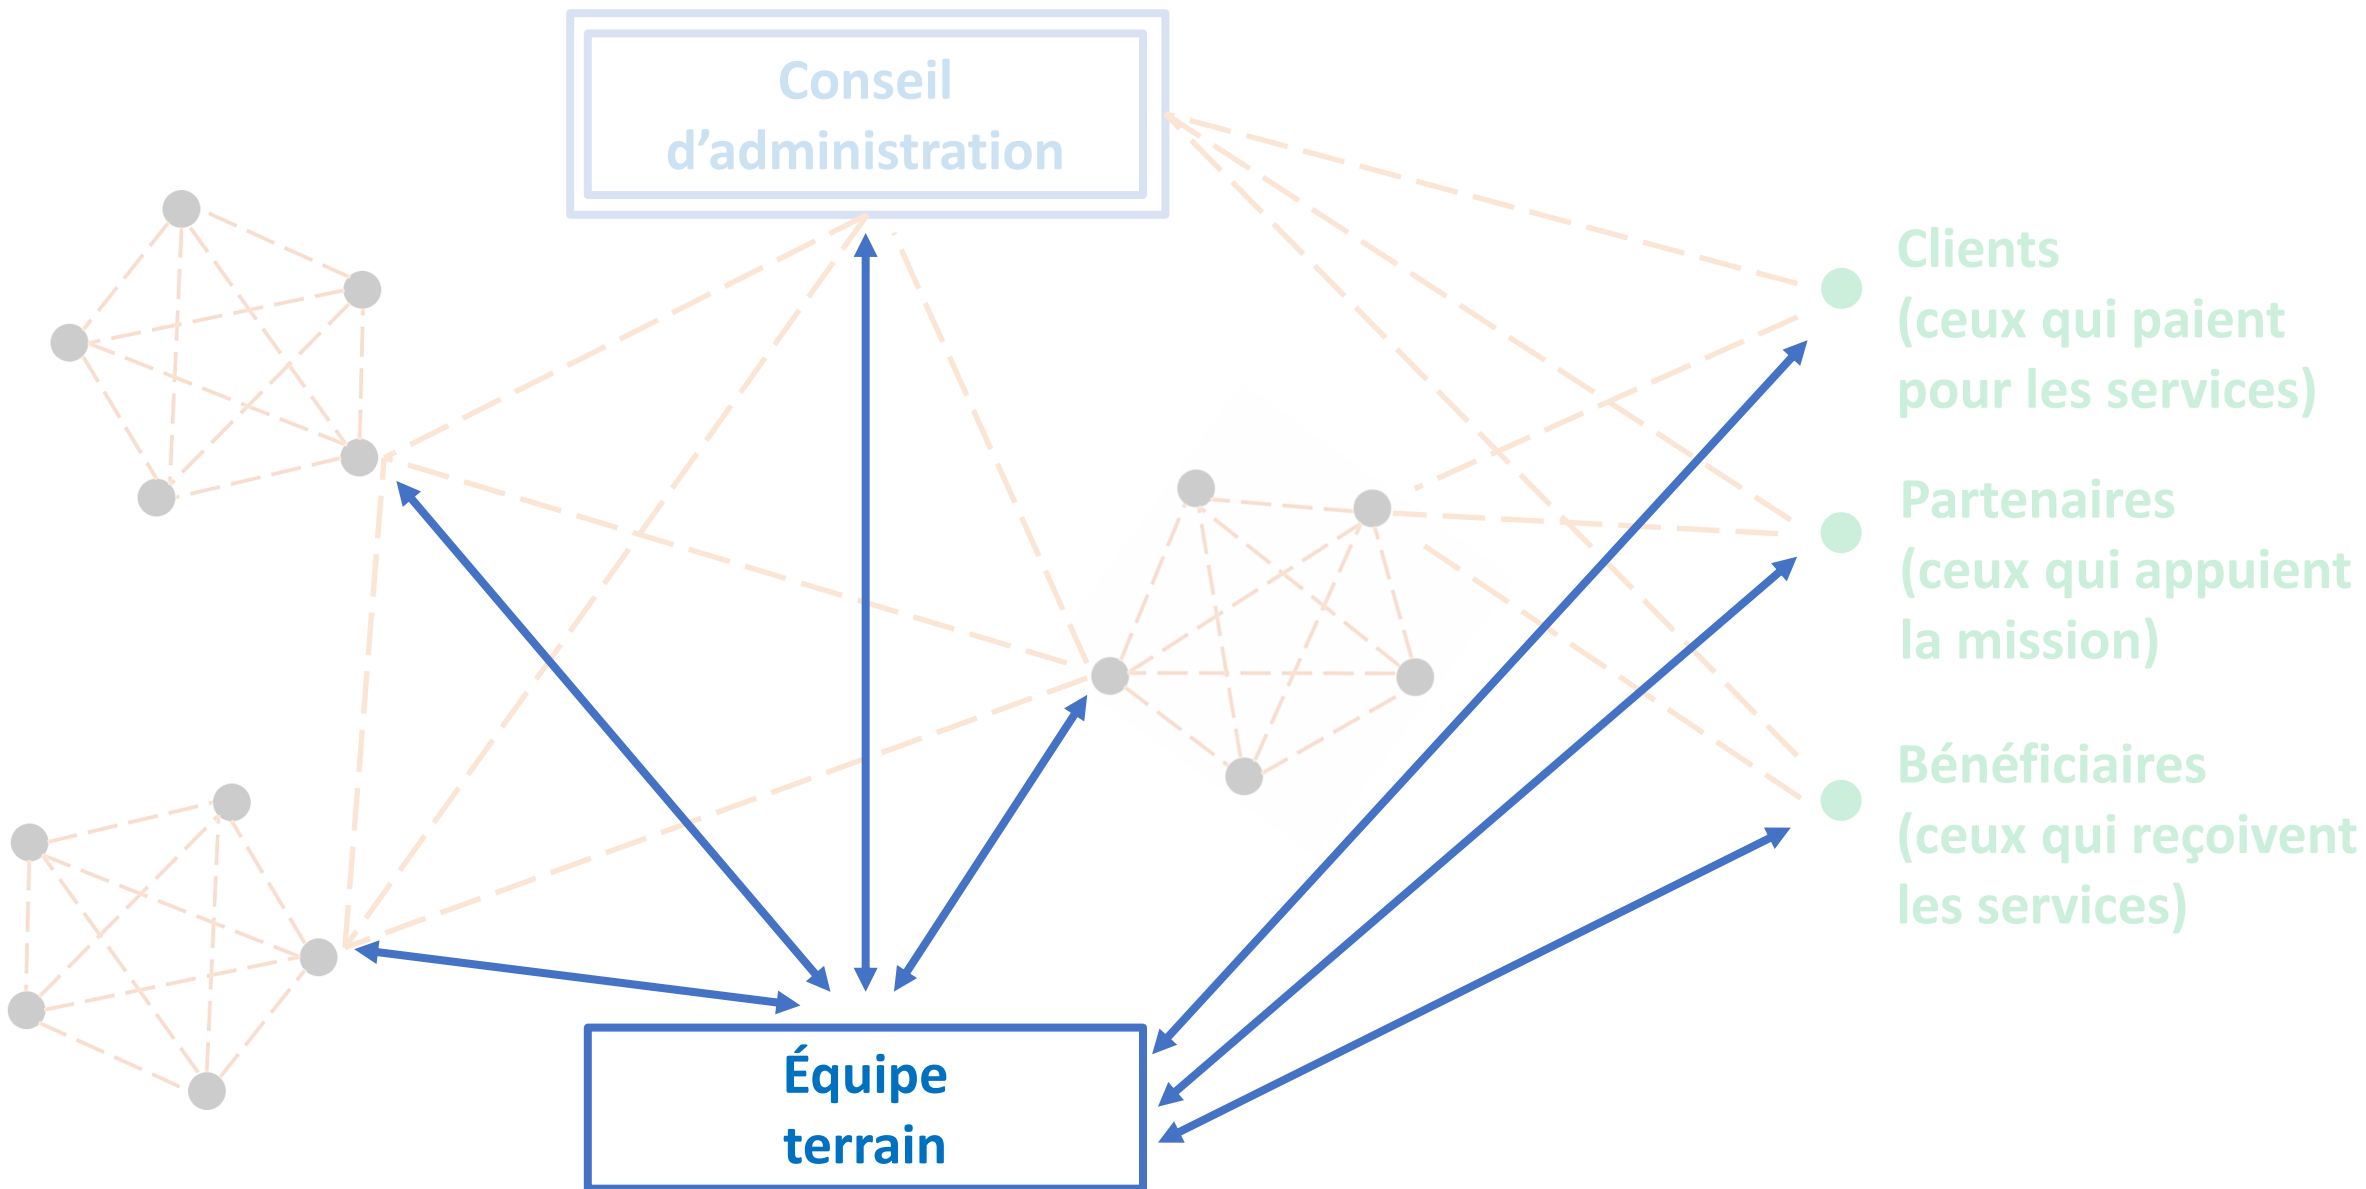 Conseil
d’administration
Clients
(ceux qui paient
pour les services)
Partenaires
(ceux qui appuient
la mission)
Bénéficiaires
(ceux qui reçoivent
les services)
Équipe
terrain